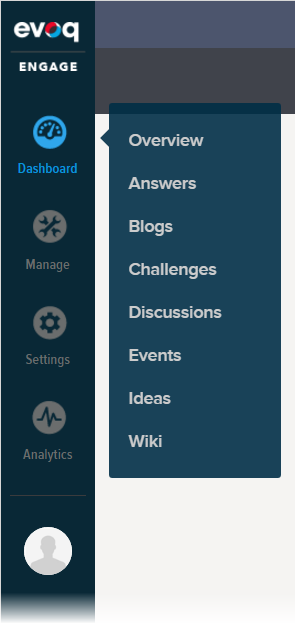 evoq
ENGAGE
Dashboard
Manage
Settings
Analytics
Overview
Answers
Blogs
Challenges
Discussions
Events
Ideas
Wiki